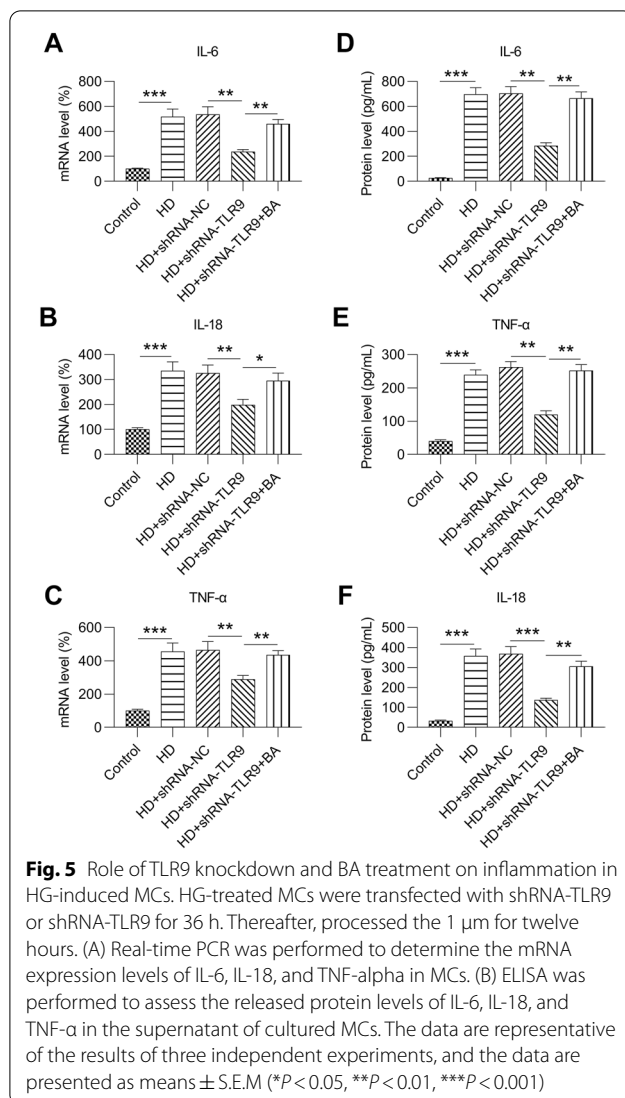 A
IL-6
mRNA level (%)
800
600
400
200
0
***
**
**
Control
HD
HD+shRNA-NC
HD+shRNA-TLR9
HD+shRNA-TLR9+BA
D
IL-6
Protein level (pg/mL)
800
600
400
200
0
***
**
**
Control
HD
HD+shRNA-NC
HD+shRNA-TLR9
HD+shRNA-TLR9+BA
B
IL-18
mRNA level (%)
400
300
200
100
0
***
**
*
Control
HD
HD+shRNA-NC
HD+shRNA-TLR9
HD+shRNA-TLR9+BA
E
TNF-α
Protein level (pg/mL)
300
200
100
0
***
**
**
Control
HD
HD+shRNA-NC
HD+shRNA-TLR9
HD+shRNA-TLR9+BA
C
TNF-α
mRNA level (%)
600
400
200
0
***
**
**
Control
HD
HD+shRNA-NC
HD+shRNA-TLR9
HD+shRNA-TLR9+BA
F
IL-18
Protein level (pg/mL)
500
400
300
200
100
0
***
***
**
Control
HD
HD+shRNA-NC
HD+shRNA-TLR9
HD+shRNA-TLR9+BA
Fig. 5 Role of TLR9 knockdown and BA treatment on inflammation in
HG-induced MCs. HG-treated MCs were transfected with shRNA-TLR9
or shRNA-TLR9 for 36 h. Thereafter, processed the 1 μm for twelve
hours. (A) Real-time PCR was performed to determine the mRNA
expression levels of IL-6, IL-18, and TNF-alpha in MCs. (B) ELISA was
performed to assess the released protein levels of IL-6, IL-18, and
TNF-α in the supernatant of cultured MCs. The data are representative
of the results of three independent experiments, and the data are
presented as means ± S.E.M (*P < 0.05, **P < 0.01, ***P < 0.001)